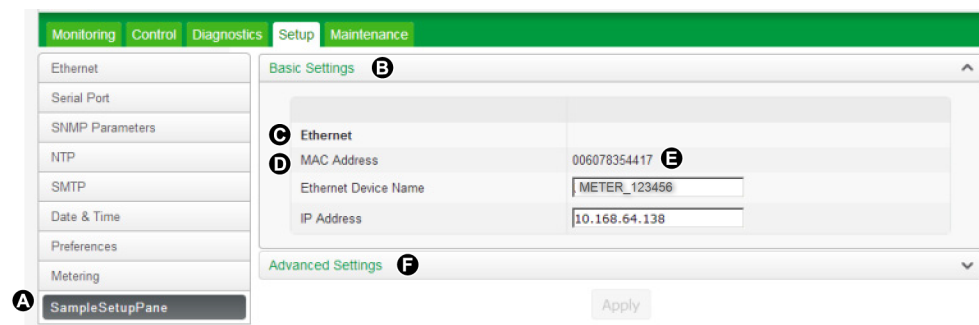 Monitoring Control Diagnostics Setup Maintenance
Ethernet
Serial Port
SNMP Parameters
NTP
SMTP
Date & Time
Preferences
Metering
A SampleSetupPane
Basic Settings B
C Ethernet
D MAC Address 006078354417 E
Ethernet Device Name METER_123456
IP Address 10.168.64.138
Advanced Settings F
Apply